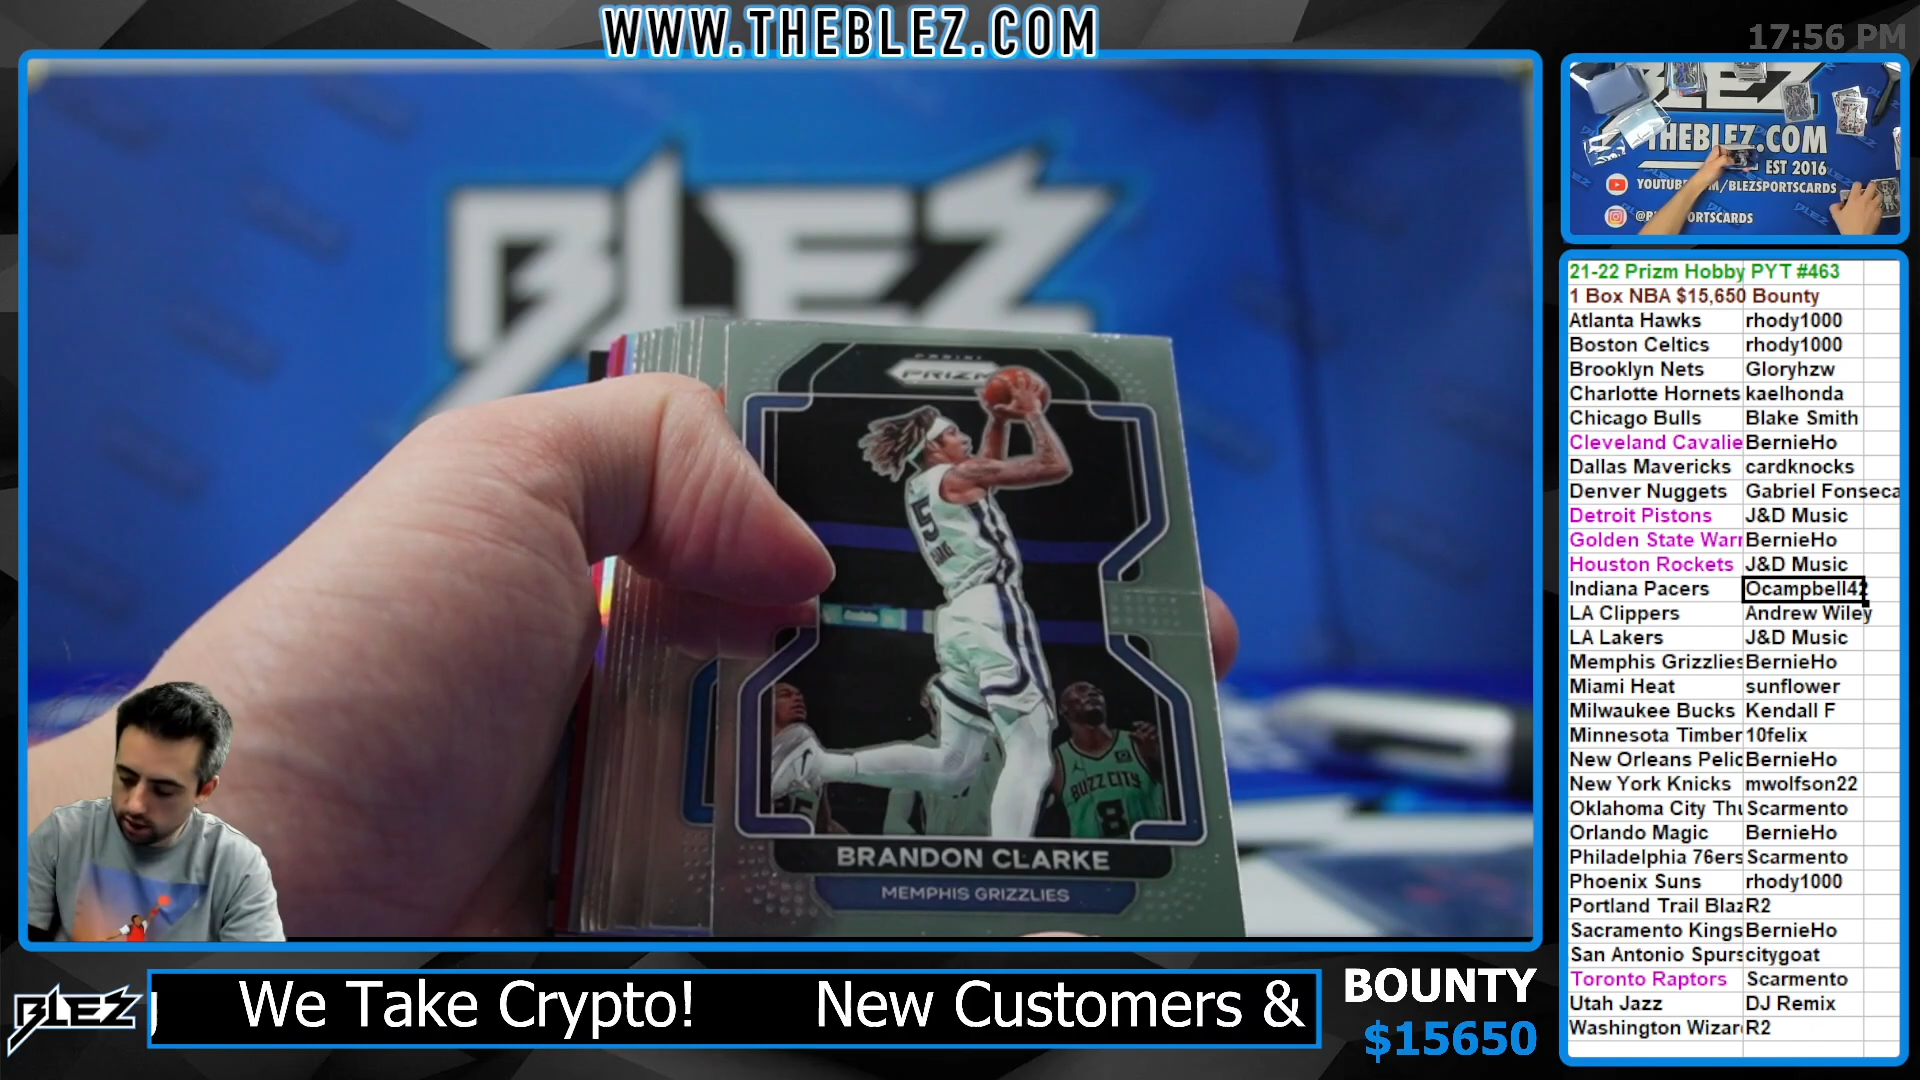 WWW.THEBLEZ.COM
17:56 PM
BLEZ
PANINI
PRIZM
5
BUZZ CITY
8
BRANDON CLARKE
MEMPHIS GRIZZLIES
BLEZ
THEBLEZ.COM
EST 2016
21-22 Prizm Hobby PYT #463
1 Box NBA $15,650 Bounty
Atlanta Hawks rhody1000
Boston Celtics rhody1000
Brooklyn Nets Gloryhzw
Charlotte Hornets kaelhonda
Chicago Bulls Blake Smith
Cleveland Cavalie BernieHo
Dallas Mavericks cardknocks
Denver Nuggets Gabriel Fonseca
Detroit Pistons J&D Music
Golden State Warr BernieHo
Houston Rockets J&D Music
Indiana Pacers Ocampbell42
LA Clippers Andrew Wiley
LA Lakers J&D Music
Memphis Grizzlies BernieHo
Miami Heat sunflower
Milwaukee Bucks Kendall F
Minnesota Timber 10felix
New Orleans Pelic BernieHo
New York Knicks mwolfson22
Oklahoma City Thu Scarmento
Orlando Magic BernieHo
Philadelphia 76ers Scarmento
Phoenix Suns rhody1000
Portland Trail Blaz R2
Sacramento Kings BernieHo
San Antonio Spurs citygoat
Toronto Raptors Scarmento
Utah Jazz DJ Remix
Washington Wizar R2
BLEZ
We Take Crypto! New Customers &
BOUNTY
$15650